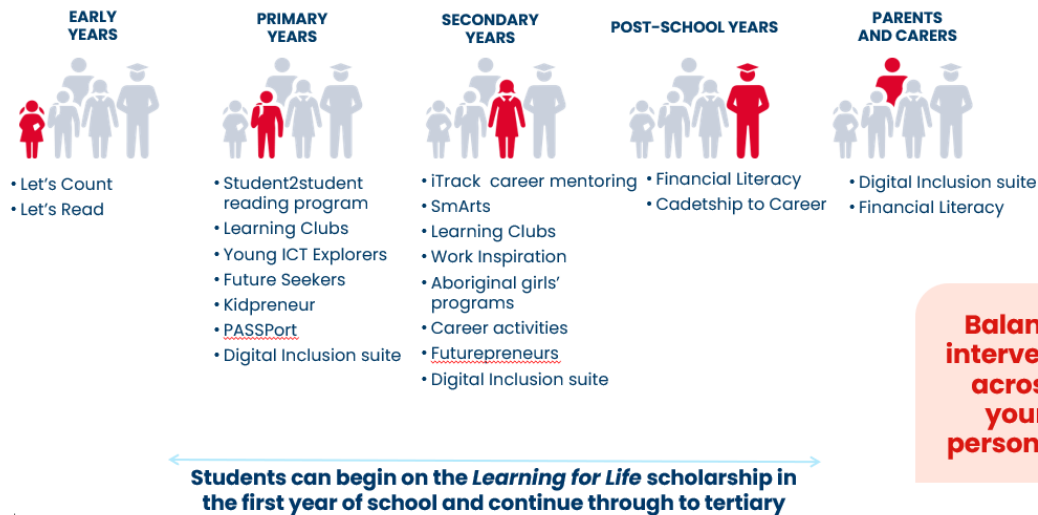 EARLY
YEARS
• Let's Count
• Let's Read
PRIMARY
YEARS
• Student2student
reading program
• Learning Clubs
• Young ICT Explorers
• Future Seekers
• Kidpreneur
• PASSPort
• Digital Inclusion suite
SECONDARY
YEARS
• iTrack career mentoring
• SmArts
• Learning Clubs
• Work Inspiration
• Aboriginal girls'
programs
• Career activities
• Futurepreneurs
• Digital Inclusion suite
POST-SCHOOL YEARS
• Financial Literacy
• Cadetship to Career
PARENTS
AND CARERS
• Digital Inclusion suite
• Financial Literacy
Students can begin on the Learning for Life scholarship in
the first year of school and continue through to tertiary